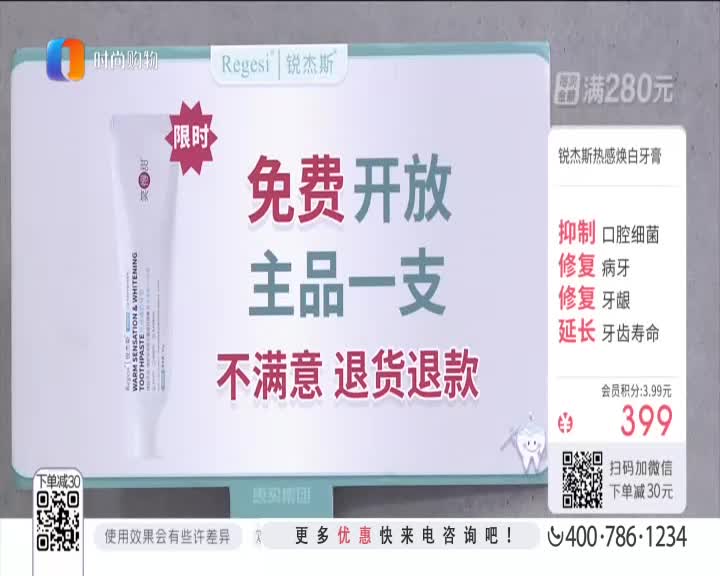 时尚购物
Regesi® 锐杰斯®
满280元
限时
免费开放
主品一支
不满意 退货退款
Regesi 锐杰斯
WARM SENSATION & WHITENING
TOOTHPASTE
锐杰斯热感焕白牙膏
抑制 口腔细菌
修复 病牙
修复 牙龈
延长 牙齿寿命
会员积分:3.99元
¥ 399
扫码加微信
下单减30元
惠买集团
下单减30
使用效果会有些许差异
更多优惠快来电咨询吧！
400·786·1234